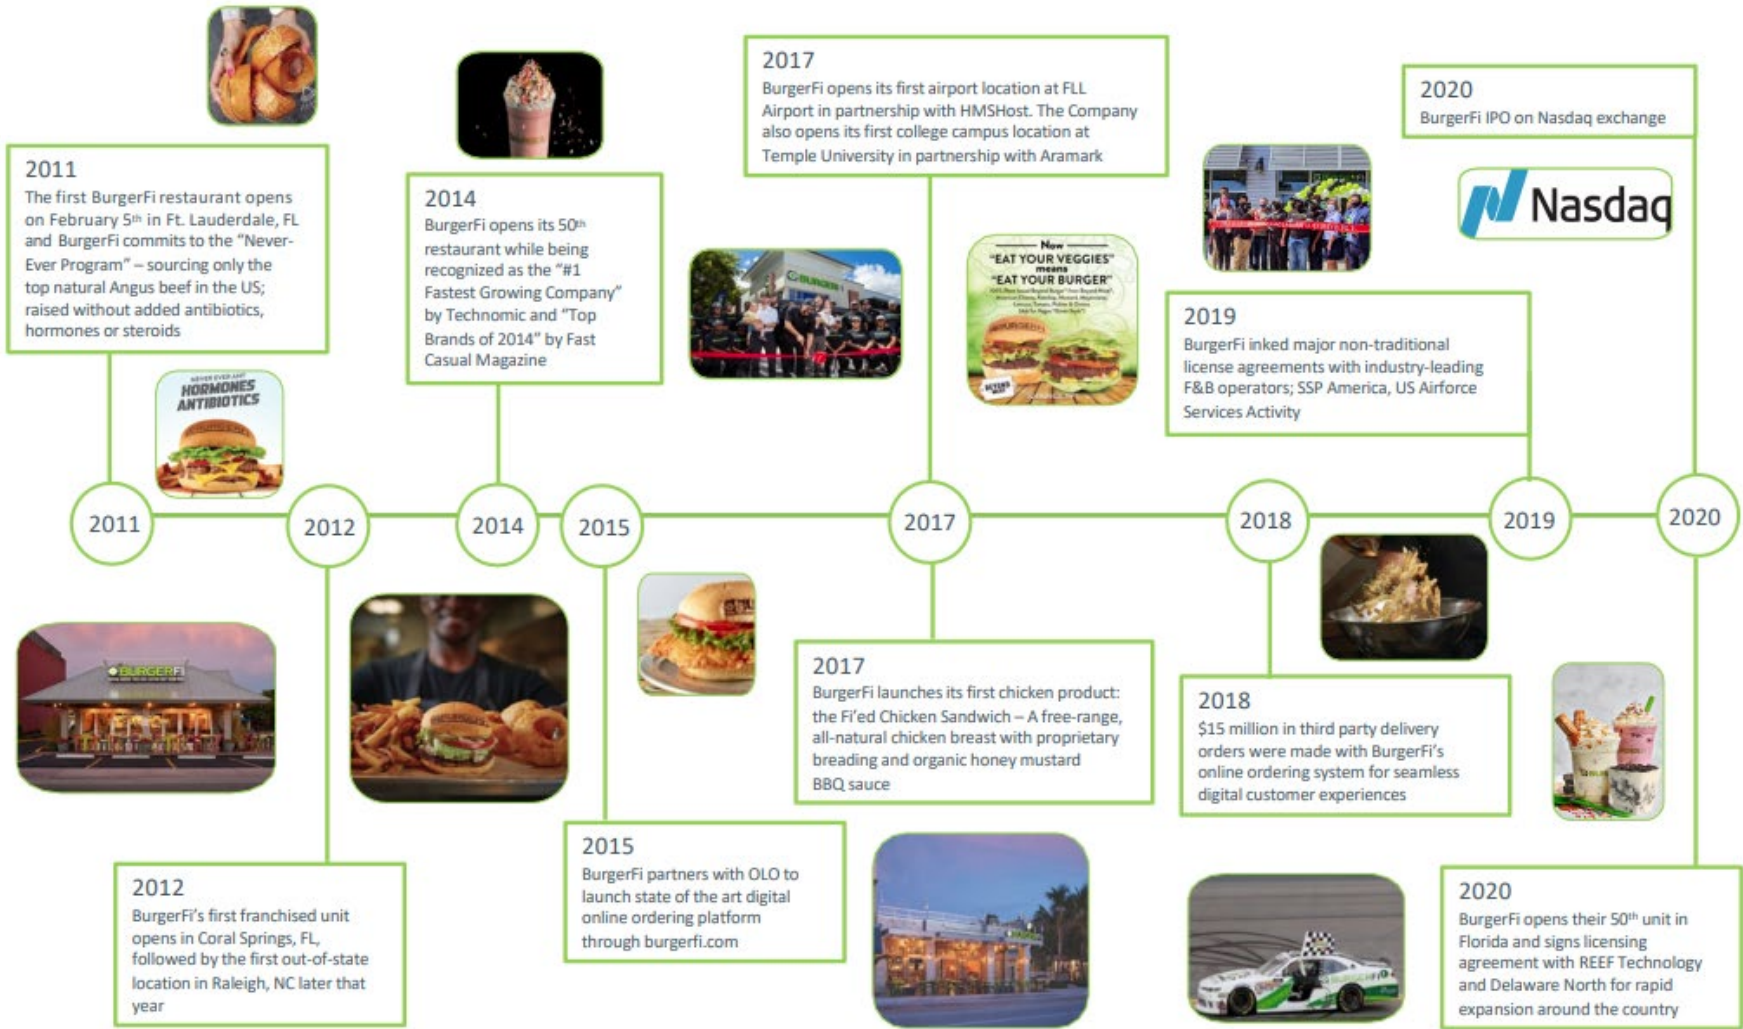 2011
The first BurgerFi restaurant opens
on February 5th in Ft. Lauderdale, FL
and BurgerFi commits to the “Never-
Ever Program” – sourcing only the
top natural Angus beef in the US;
raised without added antibiotics,
hormones or steroids
2014
BurgerFi opens its 50th
restaurant while being
recognized as the “#1
Fastest Growing Company”
by Technomic and “Top
Brands of 2014” by Fast
Casual Magazine
2017
BurgerFi opens its first airport location at FLL
Airport in partnership with HMSHost. The Company
also opens its first college campus location at
Temple University in partnership with Aramark
2020
BurgerFi IPO on Nasdaq exchange
Nasdaq
Now
“EAT YOUR VEGGIES”
means
“EAT YOUR BURGER”
BEYOND
MEAT
2019
BurgerFi inked major non-traditional
license agreements with industry-leading
F&B operators; SSP America, US Airforce
Services Activity
HORMONES
ANTIBIOTICS
BURGERFI
2011
2012
2014
2015
2017
2018
2019
2020
BURGERFI
2017
BurgerFi launches its first chicken product:
the Fi’ed Chicken Sandwich – A free-range,
all-natural chicken breast with proprietary
breading and organic honey mustard
BBQ sauce
2018
$15 million in third party delivery
orders were made with BurgerFi’s
online ordering system for seamless
digital customer experiences
2012
BurgerFi’s first franchised unit
opens in Coral Springs, FL,
followed by the first out-of-state
location in Raleigh, NC later that
year
2015
BurgerFi partners with OLO to
launch state of the art digital
online ordering platform
through burgerfi.com
BURGERFI
2020
BurgerFi opens their 50th unit in
Florida and signs licensing
agreement with REEF Technology
and Delaware North for rapid
expansion around the country